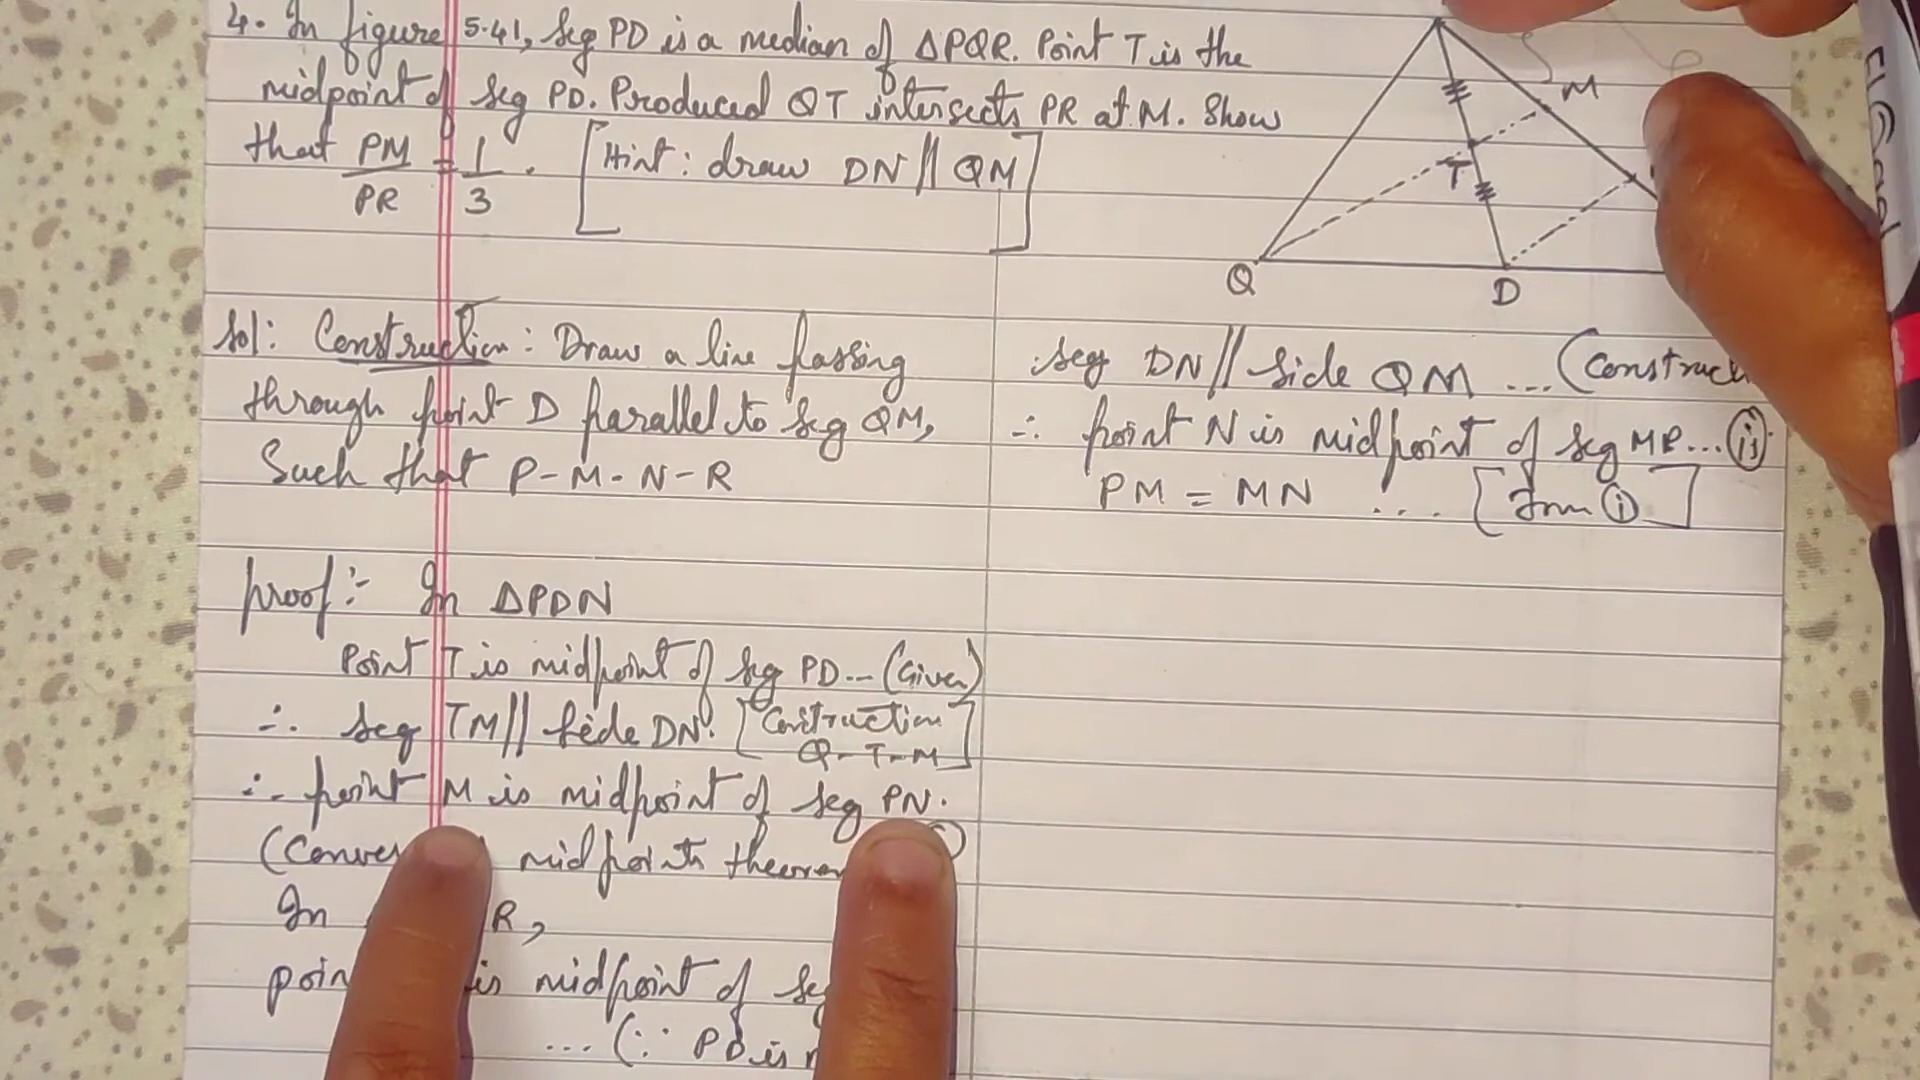 4. In figure 5.41, seg PD is a median of ΔPQR. Point T is the
midpoint of seg PD. Produced QT intersects PR at M. Show
that PM/PR = 1/3 . [Hint: draw DN || QM]
M
T
Q
D
Sol: Construction: Draw a line passing
through point D parallel to seg QM,
Such that P-M-N-R
proof:- In ΔPDN
Point T is midpoint of seg PD...(Given)
∴ seg TM || side DN. [Construction
Q-T-M]
∴ point M is midpoint of seg PN.
midpoint theorem
In R,
is midpoint of
... (∵ PD is
seg DN || side QM ... (Construct
∴ point N is midpoint of seg MR...(ii)
PM = MN ... [From (i)]